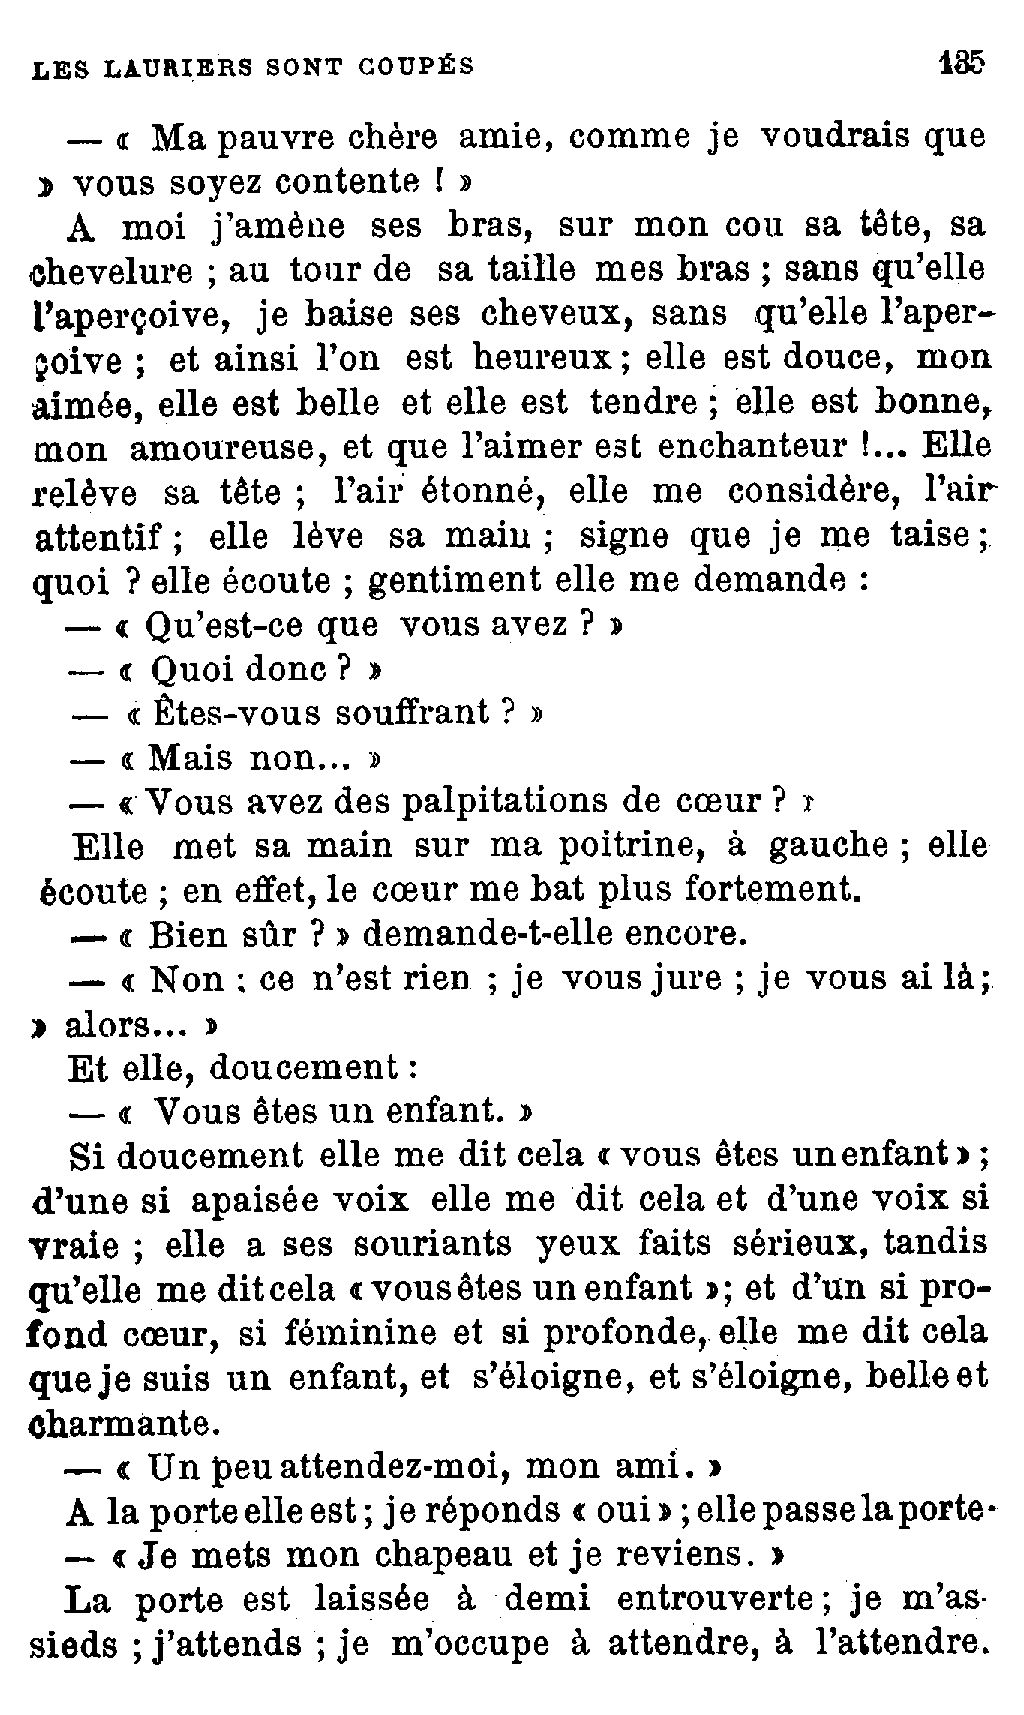 LES LAURIERS SONT COUPÉS 135
— « Ma pauvre chère amie, comme je voudrais que
» vous soyez contente ! »
A moi j'amène ses bras, sur mon cou sa tête, sa
chevelure ; au tour de sa taille mes bras ; sans qu'elle
l'aperçoive, je baise ses cheveux, sans qu'elle l'aper-
çoive ; et ainsi l'on est heureux ; elle est douce, mon
aimée, elle est belle et elle est tendre ; elle est bonne,
mon amoureuse, et que l'aimer est enchanteur !... Elle
relève sa tête ; l'air étonné, elle me considère, l'air
attentif ; elle lève sa main ; signe que je me taise ;
quoi ? elle écoute ; gentiment elle me demande :
— « Qu'est-ce que vous avez ? »
— « Quoi donc ? »
— « Êtes-vous souffrant ? »
— « Mais non... »
— « Vous avez des palpitations de cœur ? »
Elle met sa main sur ma poitrine, à gauche ; elle
écoute ; en effet, le cœur me bat plus fortement.
— « Bien sûr ? » demande-t-elle encore.
— « Non ; ce n'est rien ; je vous jure ; je vous ai là ;
» alors... »
Et elle, doucement :
— « Vous êtes un enfant. »
Si doucement elle me dit cela « vous êtes un enfant » ;
d'une si apaisée voix elle me dit cela et d'une voix si
vraie ; elle a ses souriants yeux faits sérieux, tandis
qu'elle me dit cela « vous êtes un enfant » ; et d'un si pro-
fond cœur, si féminine et si profonde, elle me dit cela
que je suis un enfant, et s'éloigne, et s'éloigne, belle et
charmante.
— « Un peu attendez-moi, mon ami. »
A la porte elle est ; je réponds « oui » ; elle passe la porte.
— « Je mets mon chapeau et je reviens. »
La porte est laissée à demi entrouverte ; je m'as-
sieds ; j'attends ; je m'occupe à attendre, à l'attendre.